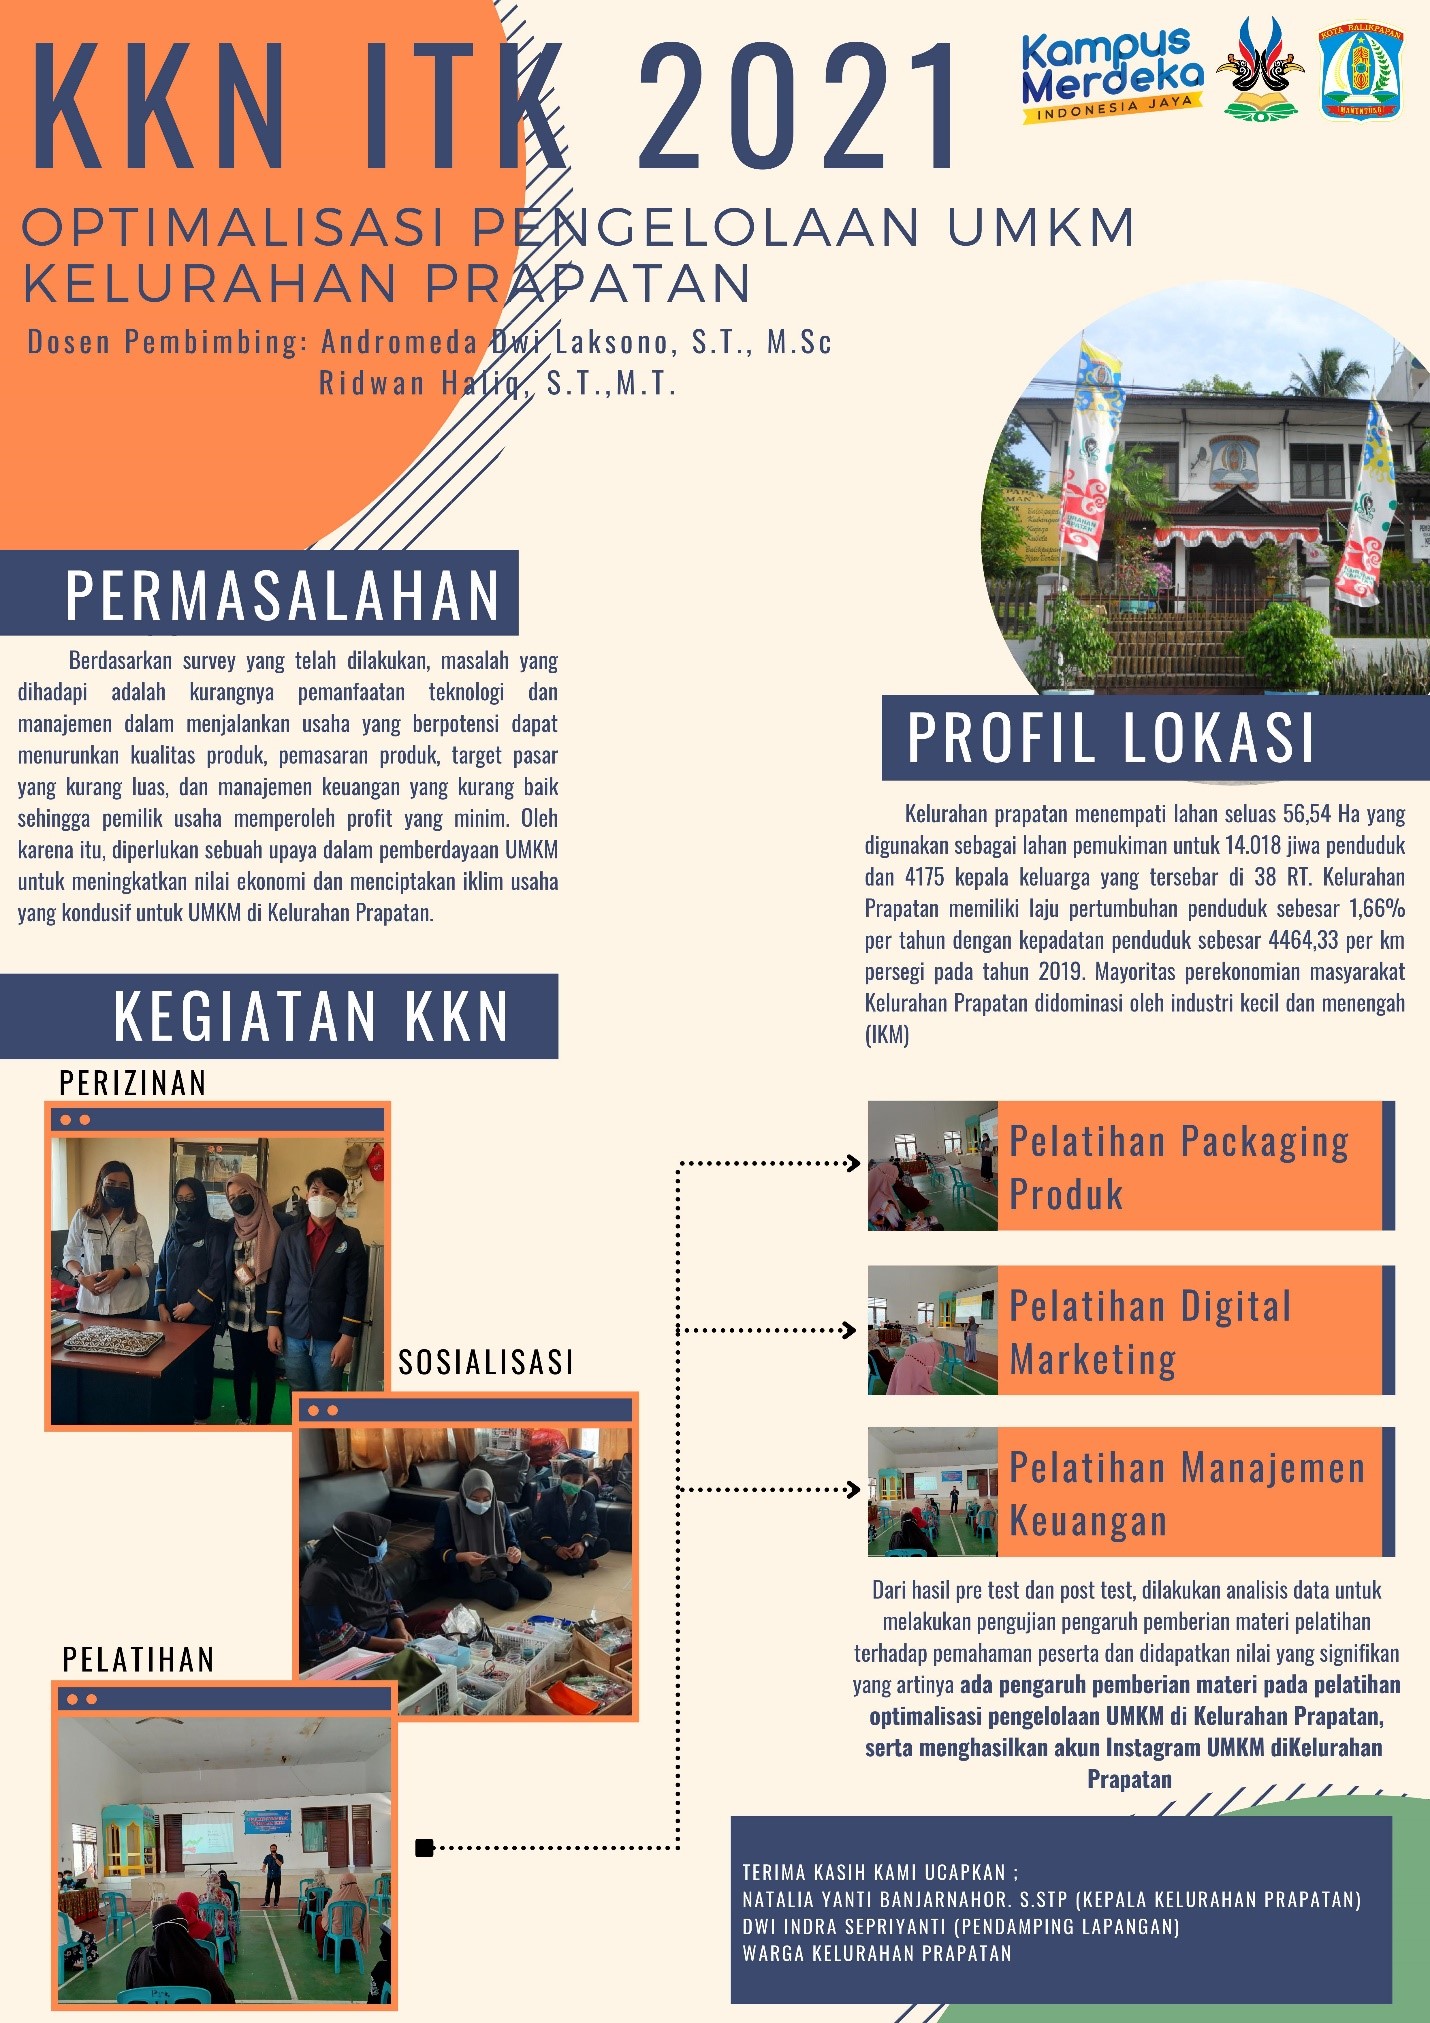 KKN ITK 2021
Kampus
Merdeka
INDONESIA JAYA
KOTA BALIKPAPAN
OPTIMALISASI PENGELOLAAN UMKM
KELURAHAN PRAPATAN
Dosen Pembimbing: Andromeda Dwi Laksono, S.T., M.Sc
Ridwan Haliq, S.T.,M.T.
PERMASALAHAN
Berdasarkan survey yang telah dilakukan, masalah yang
dihadapi adalah kurangnya pemanfaatan teknologi dan
manajemen dalam menjalankan usaha yang berpotensi dapat
menurunkan kualitas produk, pemasaran produk, target pasar
yang kurang luas, dan manajemen keuangan yang kurang baik
sehingga pemilik usaha memperoleh profit yang minim. Oleh
karena itu, diperlukan sebuah upaya dalam pemberdayaan UMKM
untuk meningkatkan nilai ekonomi dan menciptakan iklim usaha
yang kondusif untuk UMKM di Kelurahan Prapatan.
PROFIL LOKASI
Kelurahan prapatan menempati lahan seluas 56,54 Ha yang
digunakan sebagai lahan pemukiman untuk 14.018 jiwa penduduk
dan 4175 kepala keluarga yang tersebar di 38 RT. Kelurahan
Prapatan memiliki laju pertumbuhan penduduk sebesar 1,66%
per tahun dengan kepadatan penduduk sebesar 4464,33 per km
persegi pada tahun 2019. Mayoritas perekonomian masyarakat
Kelurahan Prapatan didominasi oleh industri kecil dan menengah
(IKM)
KEGIATAN KKN
PERIZINAN
SOSIALISASI
PELATIHAN
Pelatihan Packaging
Produk
Pelatihan Digital
Marketing
Pelatihan Manajemen
Keuangan
Dari hasil pre test dan post test, dilakukan analisis data untuk
melakukan pengujian pengaruh pemberian materi pelatihan
terhadap pemahaman peserta dan didapatkan nilai yang signifikan
yang artinya ada pengaruh pemberian materi pada pelatihan
optimalisasi pengelolaan UMKM di Kelurahan Prapatan,
serta menghasilkan akun Instagram UMKM diKelurahan
Prapatan
TERIMA KASIH KAMI UCAPKAN ;
NATALIA YANTI BANJARNAHOR. S.STP (KEPALA KELURAHAN PRAPATAN)
DWI INDRA SEPRIYANTI (PENDAMPING LAPANGAN)
WARGA KELURAHAN PRAPATAN